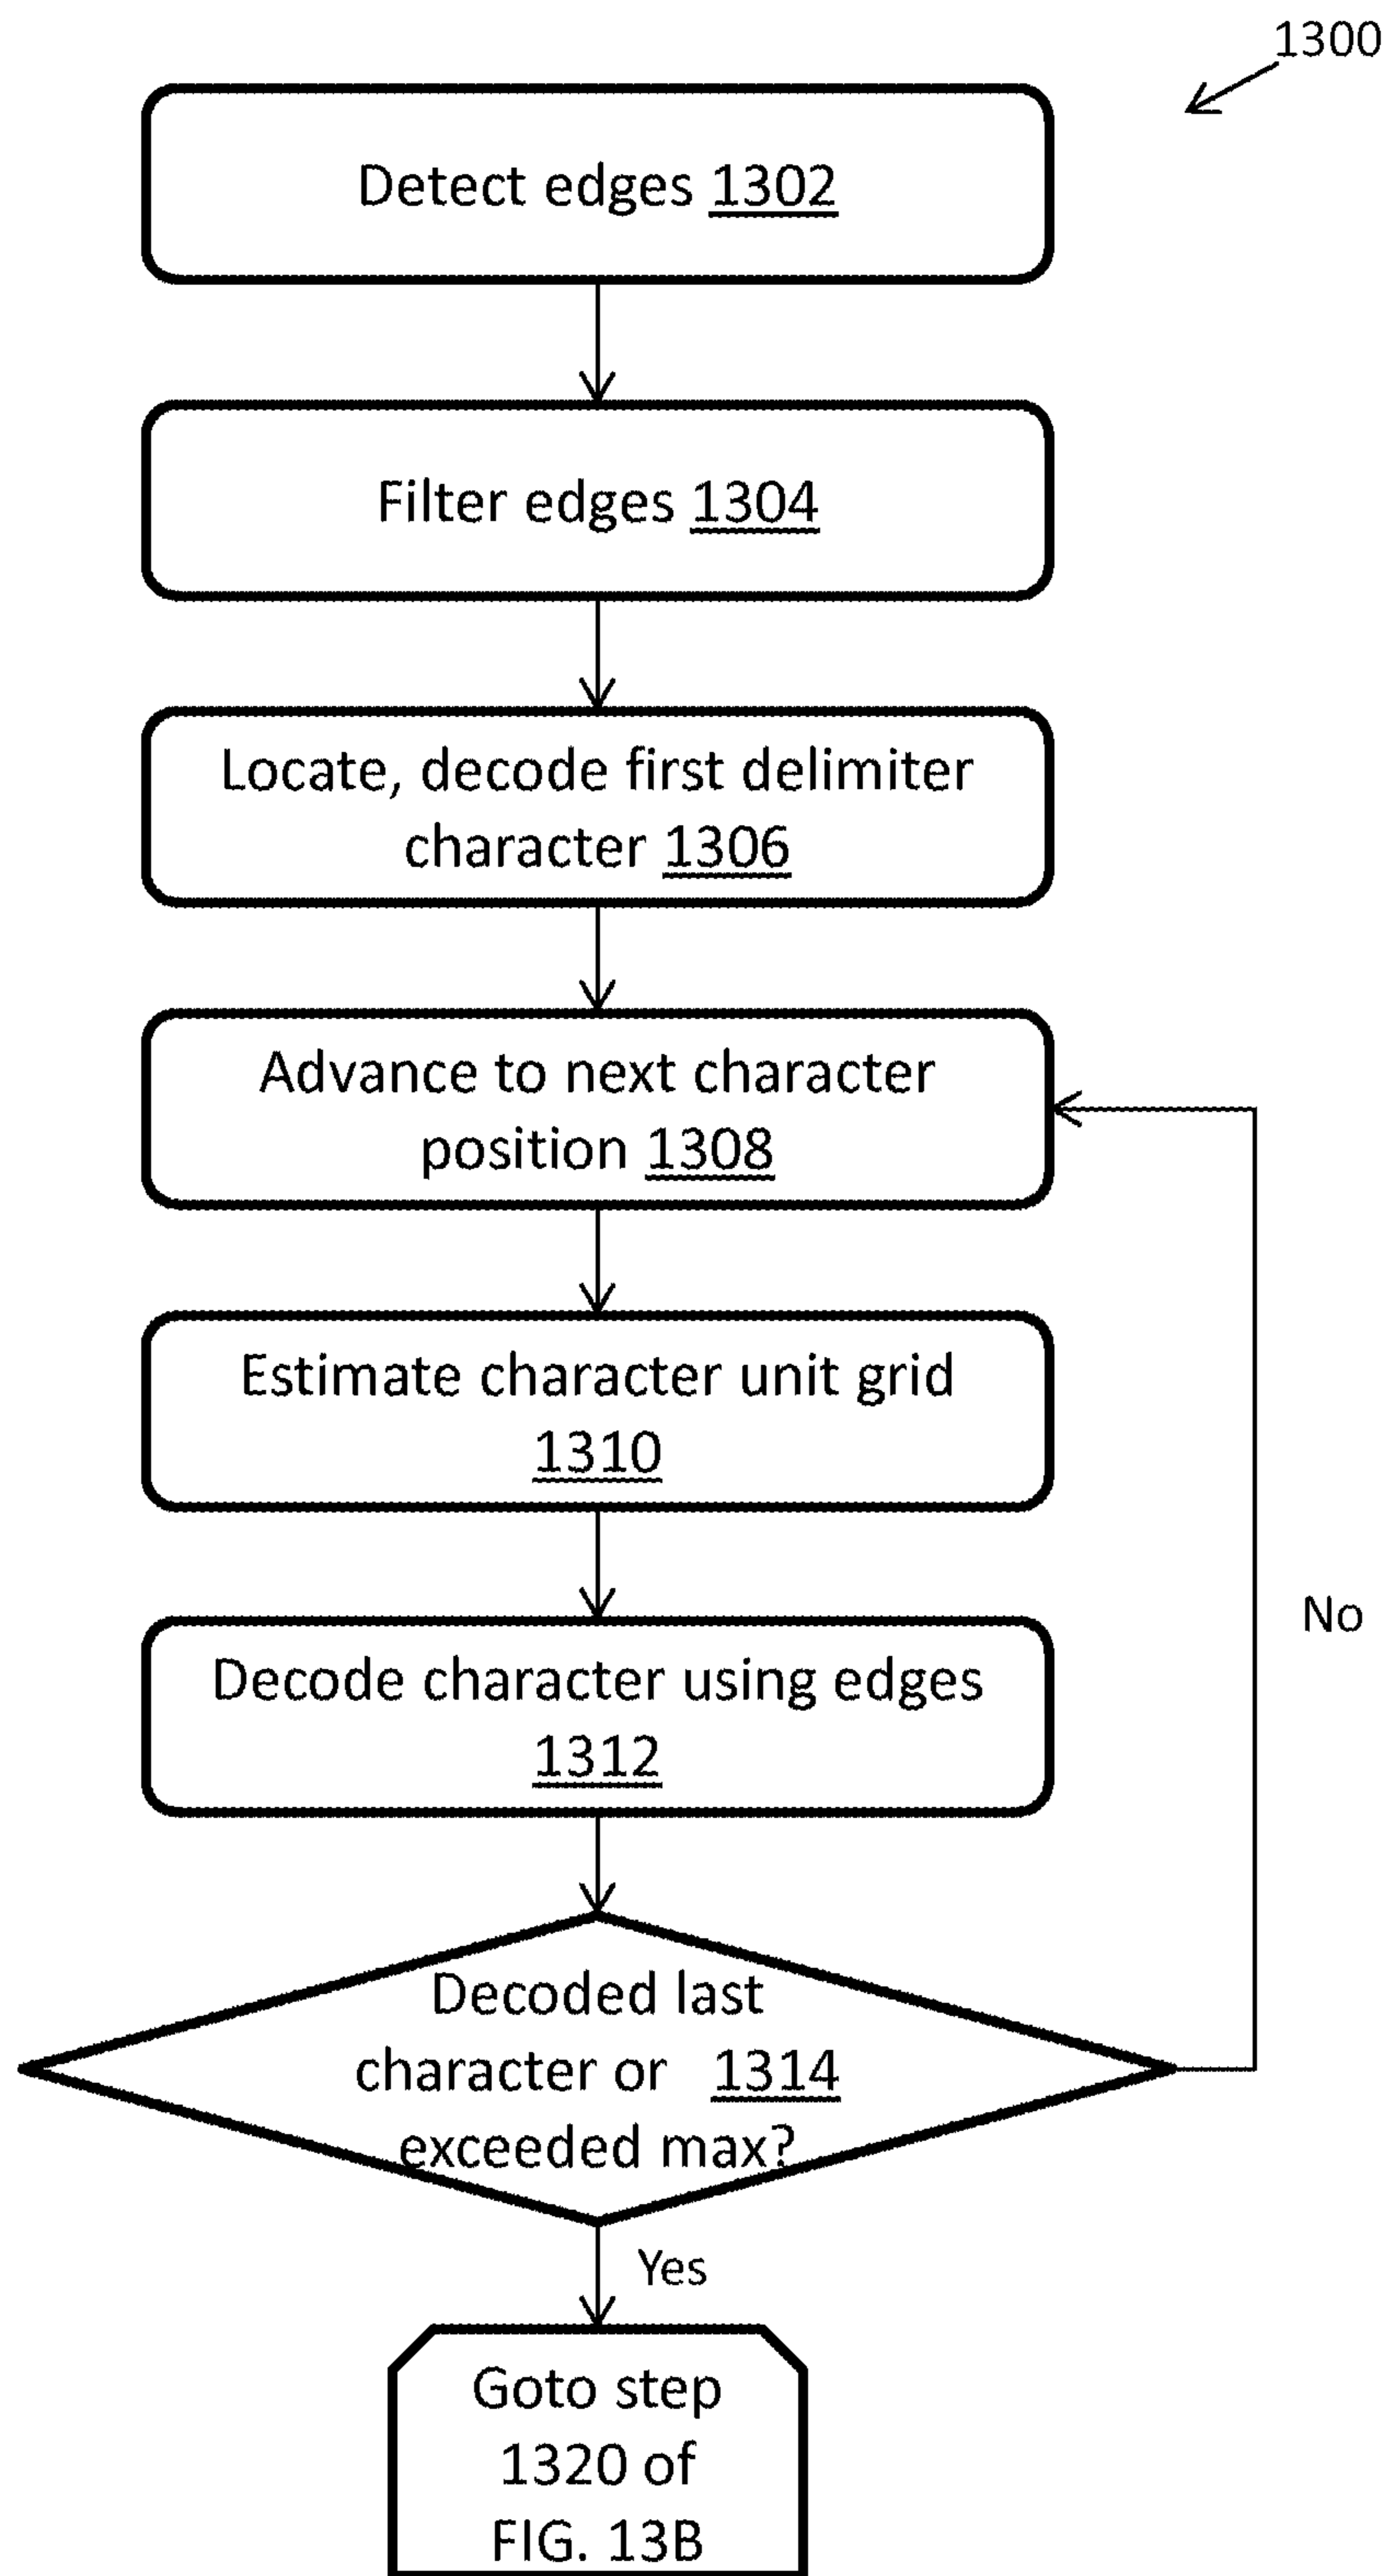 1300
Detect edges 1302
Filter edges 1304
Locate, decode first delimiter
character 1306
Advance to next character
position 1308
Estimate character unit grid
1310
Decode character using edges
1312
No
Decoded last
character or 1314
exceeded max?
Yes
Goto step
1320 of
FIG. 13B